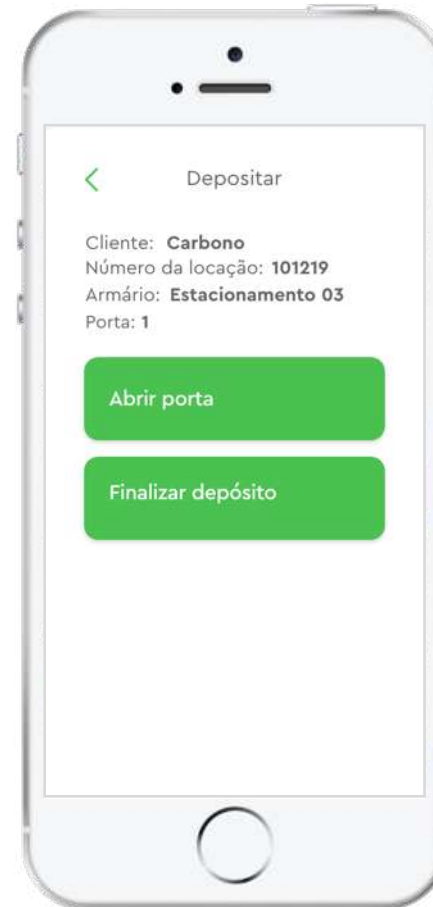 Depositar
Cliente: Carbono
Número da locação: 101219
Armário: Estacionamento 03
Porta: 1
Abrir porta
Finalizar depósito